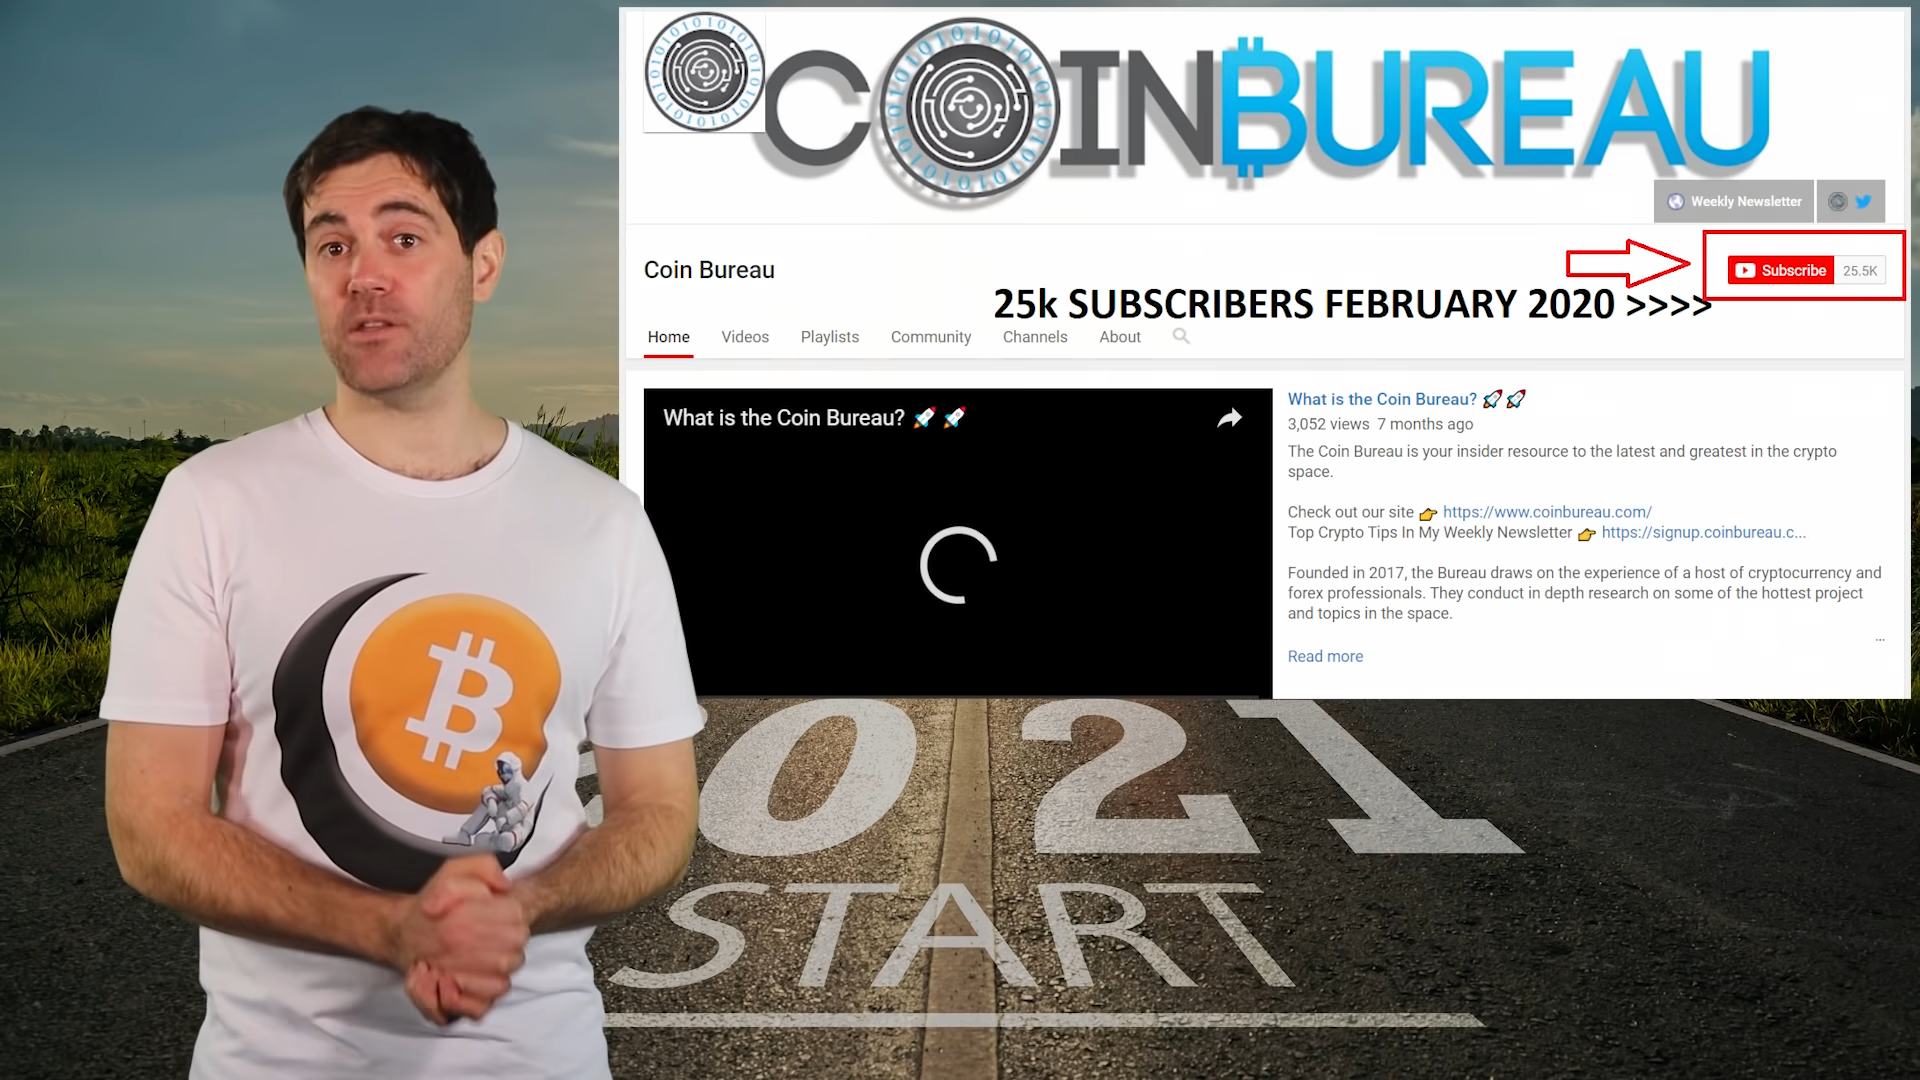 COINBUREAU
Weekly Newsletter
Coin Bureau
Subscribe 25.5K
25k SUBSCRIBERS FEBRUARY 2020 >>>>
Home Videos Playlists Community Channels About
What is the Coin Bureau? 🚀 🚀
What is the Coin Bureau? 🚀 🚀
3,052 views 7 months ago
The Coin Bureau is your insider resource to the latest and greatest in the crypto
space.
Check out our site 👉 https://www.coinbureau.com/
Top Crypto Tips In My Weekly Newsletter 👉 https://signup.coinbureau.c...
Founded in 2017, the Bureau draws on the experience of a host of cryptocurrency and
forex professionals. They conduct in depth research on some of the hottest project
and topics in the space.
...
Read more
021
START